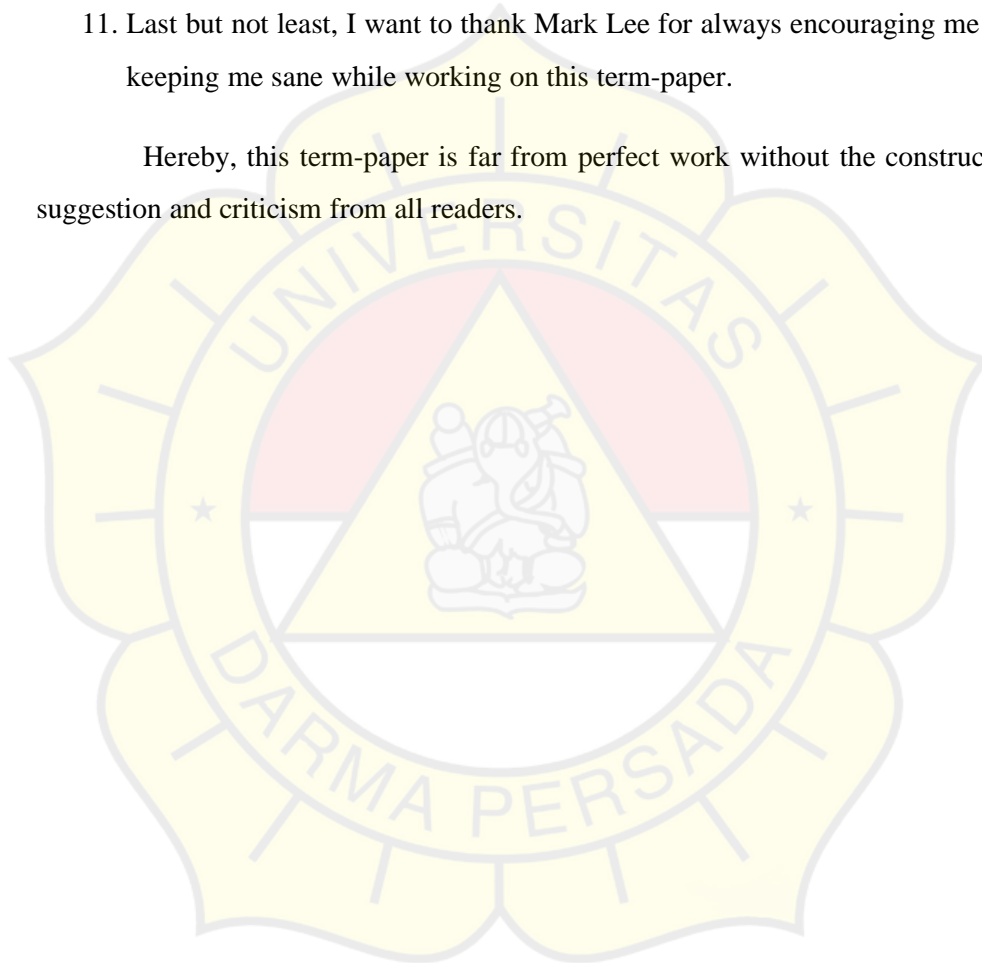 11. Last but not least, I want to thank Mark Lee for always encouraging me
keeping me sane while working on this term-paper.
Hereby, this term-paper is far from perfect work without the construc
suggestion and criticism from all readers.
UNIVERSITAS
DARMA PERSADA